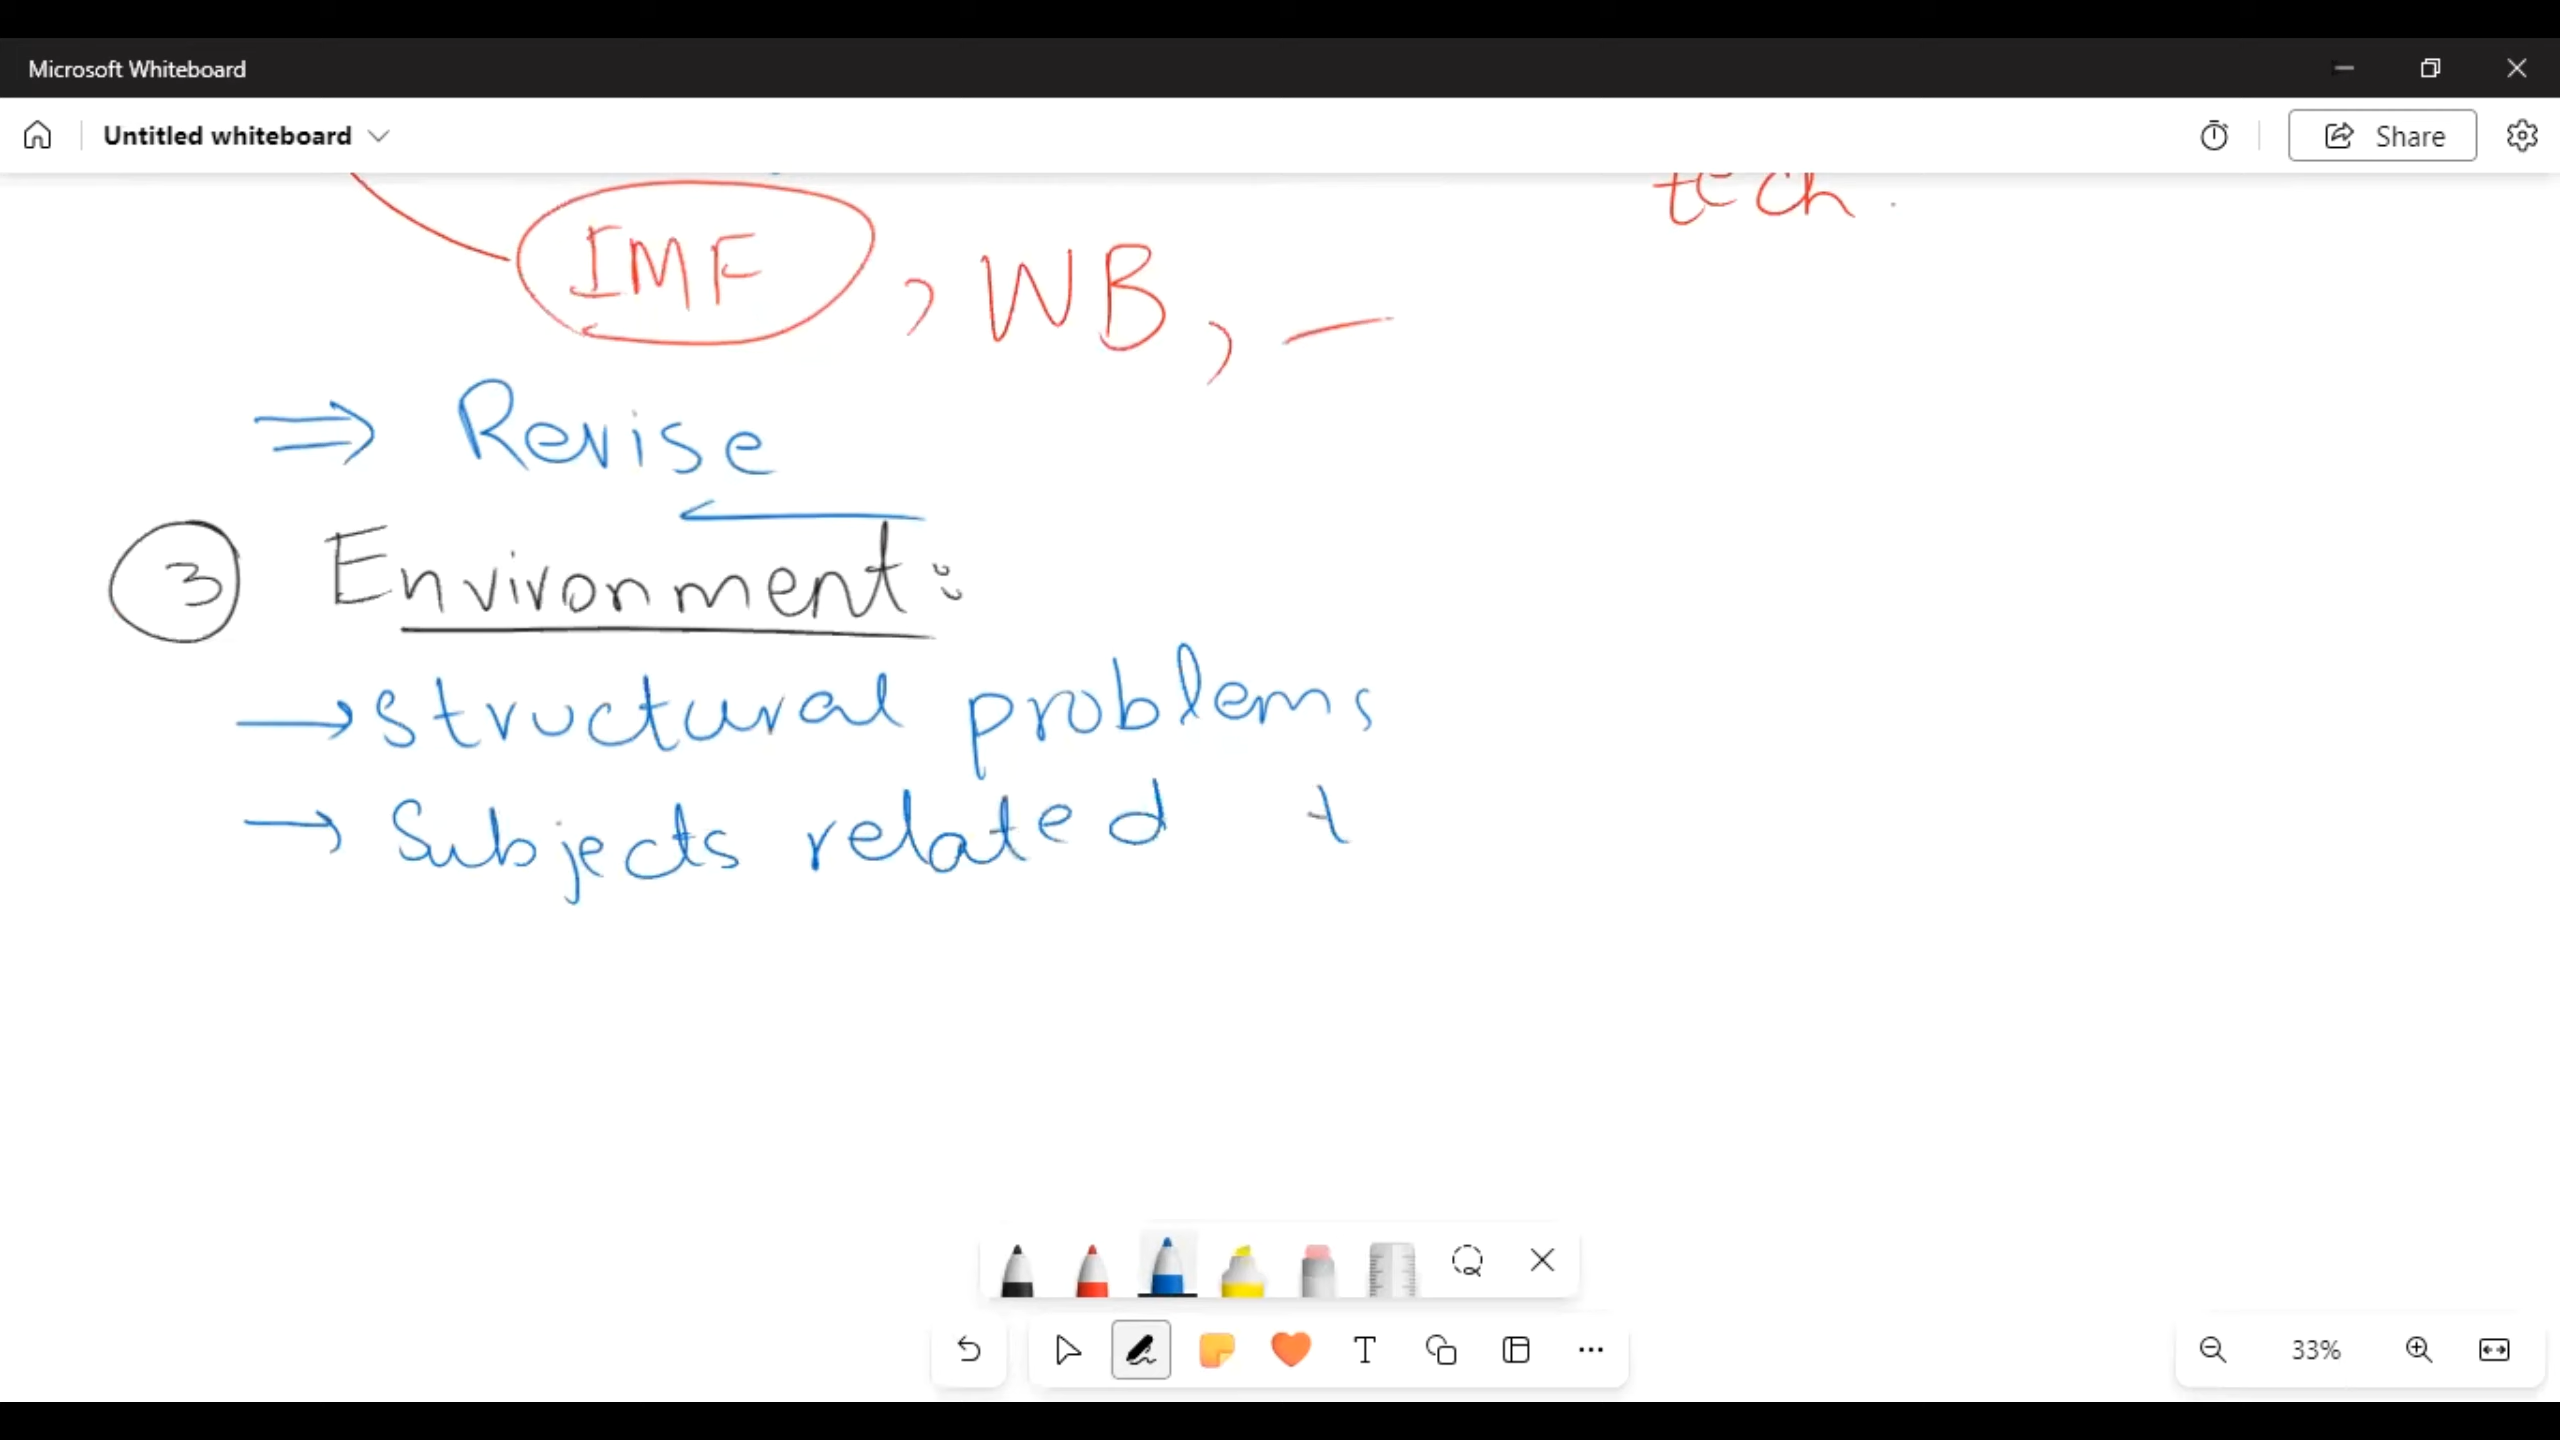 Microsoft Whiteboard
Untitled whiteboard
Share
tech.
IMF, WB, —
⇒ Revise
3 Environment:
→ structural problems
→ Subjects related t
33%